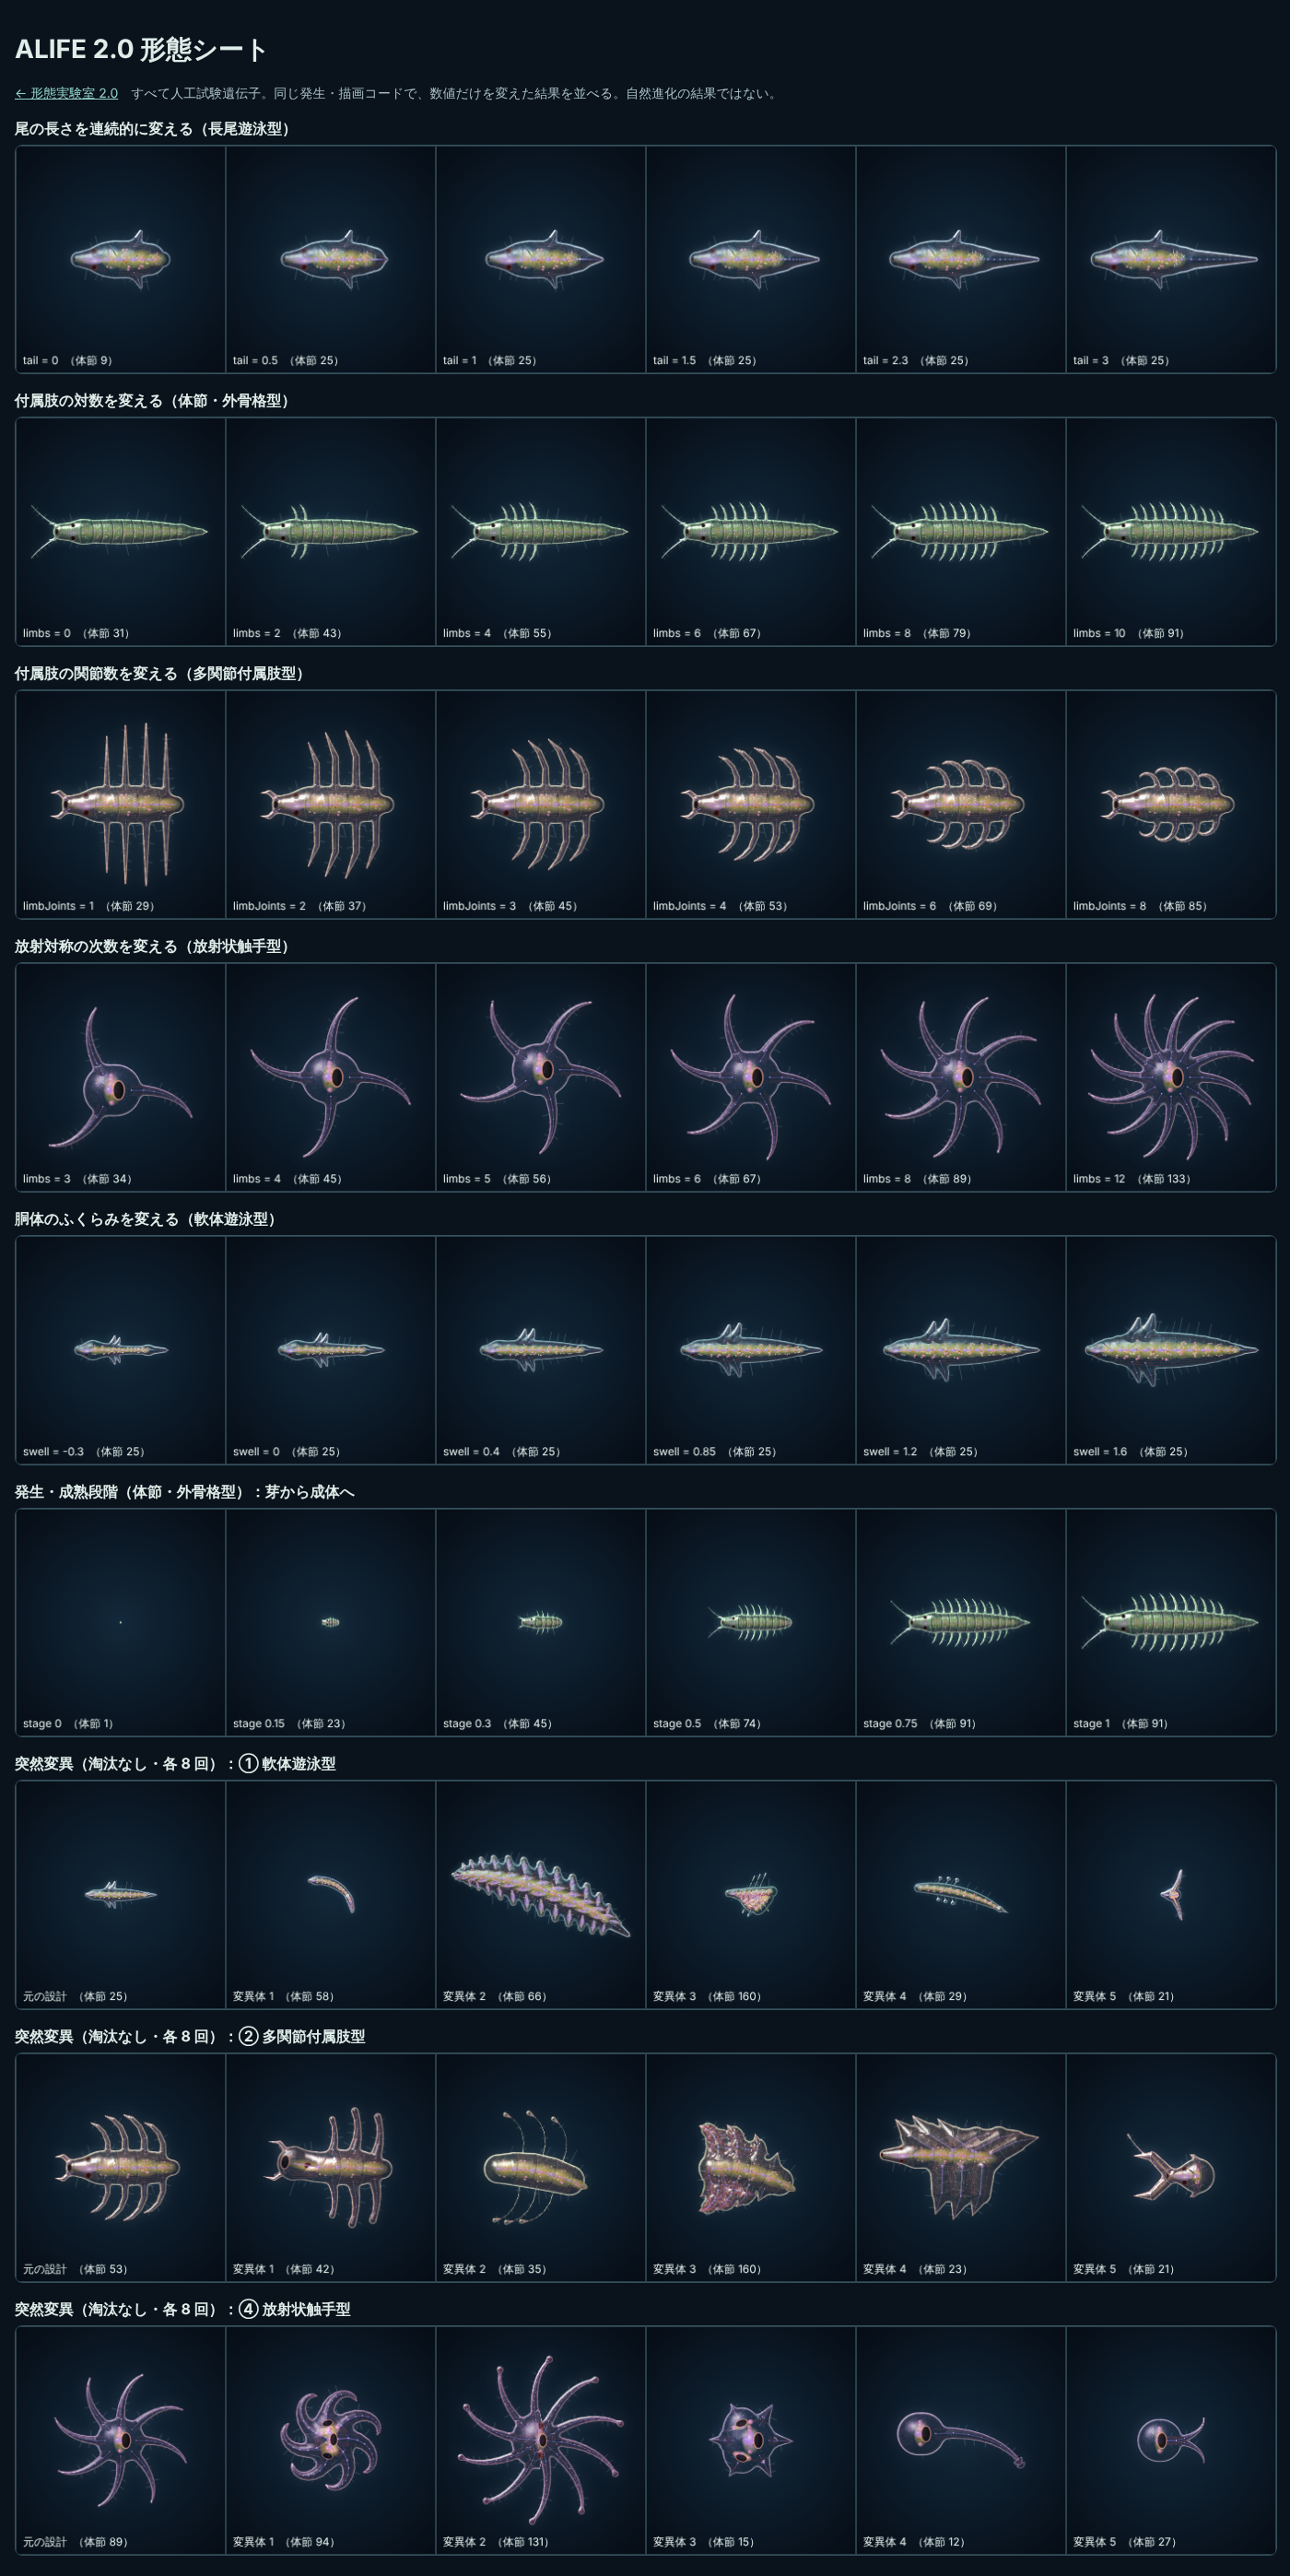 ALIFE 2.0 形態シート
← 形態実験室 2.0 すべて人工試験遺伝子。同じ発生・描画コードで、数値だけを変えた結果を並べる。自然進化の結果ではない。
尾の長さを連続的に変える（長尾遊泳型）
tail = 0 （体節 9） tail = 0.5 （体節 25） tail = 1 （体節 25） tail = 1.5 （体節 25） tail = 2.3 （体節 25） tail = 3 （体節 25）
付属肢の対数を変える（体節・外骨格型）
limbs = 0 （体節 31） limbs = 2 （体節 43） limbs = 4 （体節 55） limbs = 6 （体節 67） limbs = 8 （体節 79） limbs = 10 （体節 91）
付属肢の関節数を変える（多関節付属肢型）
limbJoints = 1 （体節 29） limbJoints = 2 （体節 37） limbJoints = 3 （体節 45） limbJoints = 4 （体節 53） limbJoints = 6 （体節 69） limbJoints = 8 （体節 85）
放射対称の次数を変える（放射状触手型）
limbs = 3 （体節 34） limbs = 4 （体節 45） limbs = 5 （体節 56） limbs = 6 （体節 67） limbs = 8 （体節 89） limbs = 12 （体節 133）
胴体のふくらみを変える（軟体遊泳型）
swell = -0.3 （体節 25） swell = 0 （体節 25） swell = 0.4 （体節 25） swell = 0.85 （体節 25） swell = 1.2 （体節 25） swell = 1.6 （体節 25）
発生・成熟段階（体節・外骨格型）：芽から成体へ
stage 0 （体節 1） stage 0.15 （体節 23） stage 0.3 （体節 45） stage 0.5 （体節 74） stage 0.75 （体節 91） stage 1 （体節 91）
突然変異（淘汰なし・各 8 回）：① 軟体遊泳型
元の設計 （体節 25） 変異体 1 （体節 58） 変異体 2 （体節 66） 変異体 3 （体節 160） 変異体 4 （体節 29） 変異体 5 （体節 21）
突然変異（淘汰なし・各 8 回）：② 多関節付属肢型
元の設計 （体節 53） 変異体 1 （体節 42） 変異体 2 （体節 35） 変異体 3 （体節 160） 変異体 4 （体節 23） 変異体 5 （体節 21）
突然変異（淘汰なし・各 8 回）：④ 放射状触手型
元の設計 （体節 89） 変異体 1 （体節 94） 変異体 2 （体節 131） 変異体 3 （体節 15） 変異体 4 （体節 12） 変異体 5 （体節 27）